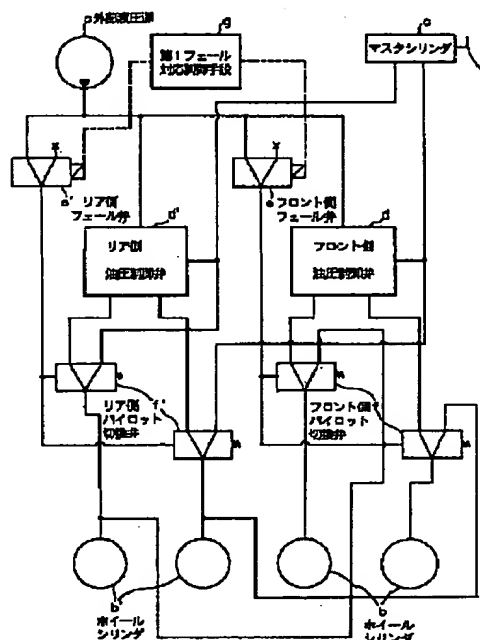 a 外部液圧源
g
第1フェール
対応制御手段
c
マスタシリンダ
e' リア側
フェール弁
e フロント側
フェール弁
d'
リア側
油圧制御弁
d
フロント側
油圧制御弁
リア側 f'
パイロット
切換弁
フロント側 f
パイロット
切換弁
b'
ホイール
シリンダ
b
ホイール
シリンダ